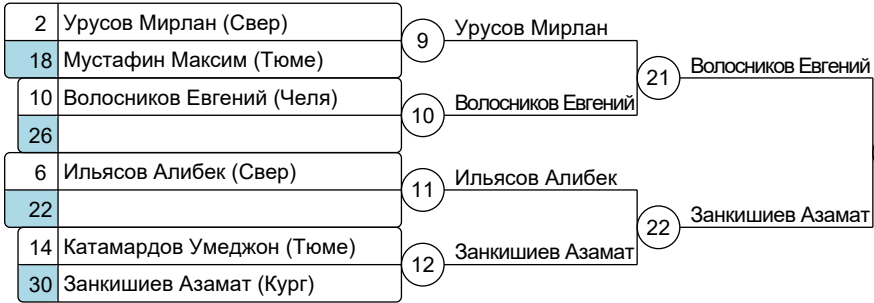 2 Урусов Мирлан (Свер)
18 Мустафин Максим (Тюме)
9 Урусов Мирлан
10 Волосников Евгений (Челя)
26
10 Волосников Евгений
21 Волосников Евгений
6 Ильясов Алибек (Свер)
22
11 Ильясов Алибек
14 Катамардов Умеджон (Тюме)
30 Занкишиев Азамат (Кург)
12 Занкишиев Азамат
22 Занкишиев Азамат